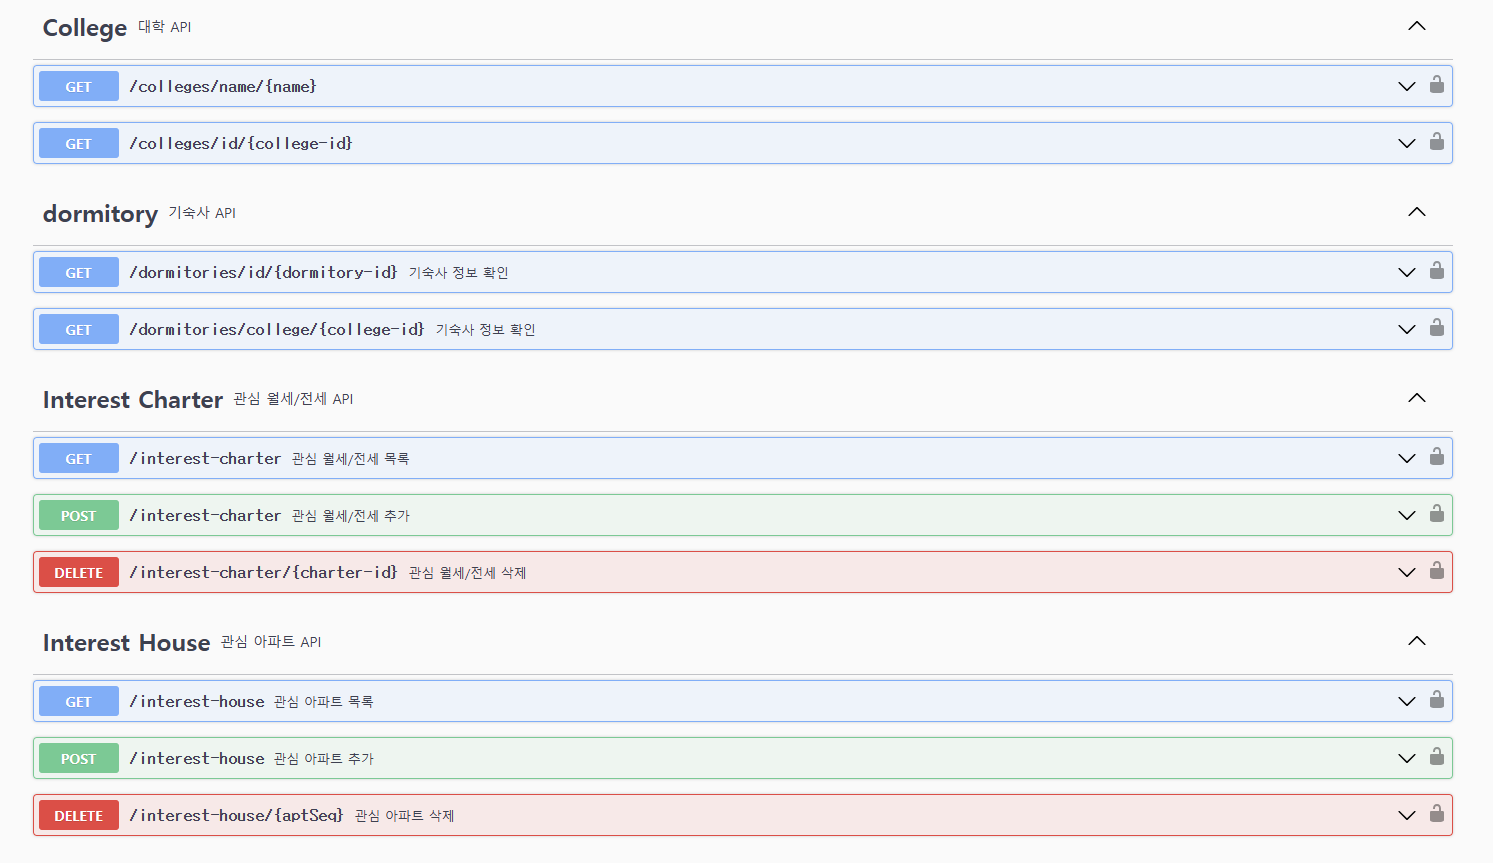 College 대학 API
GET /colleges/name/{name}
GET /colleges/id/{college-id}
dormitory 기숙사 API
GET /dormitories/id/{dormitory-id} 기숙사 정보 확인
GET /dormitories/college/{college-id} 기숙사 정보 확인
Interest Charter 관심 월세/전세 API
GET /interest-charter 관심 월세/전세 목록
POST /interest-charter 관심 월세/전세 추가
DELETE /interest-charter/{charter-id} 관심 월세/전세 삭제
Interest House 관심 아파트 API
GET /interest-house 관심 아파트 목록
POST /interest-house 관심 아파트 추가
DELETE /interest-house/{aptSeq} 관심 아파트 삭제